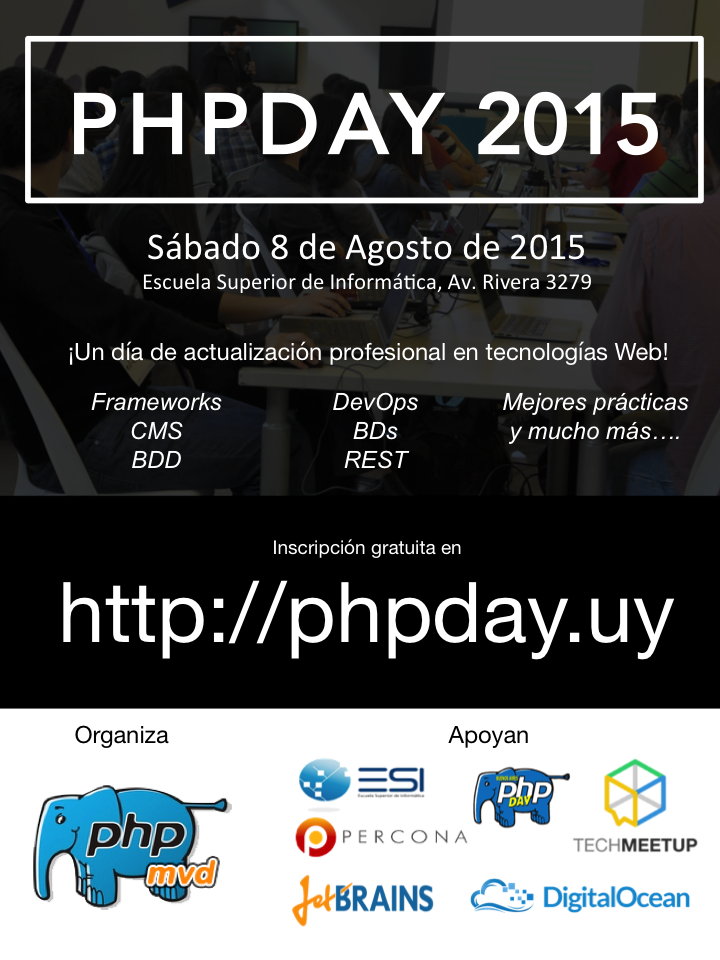 PHPDAY 2015
Sábado 8 de Agosto de 2015
Escuela Superior de Informática, Av. Rivera 3279
¡Un día de actualización profesional en tecnologías Web!
Frameworks
CMS
BDD
DevOps
BDs
REST
Mejores prácticas
y mucho más….
Inscripción gratuita en
http://phpday.uy
Organiza
php
mvd
Apoyan
ESI
Escuela Superior de Informática
BUENOS AIRES
php
DAY
PERCONA
TECHMEETUP
JetBRAINS
DigitalOcean